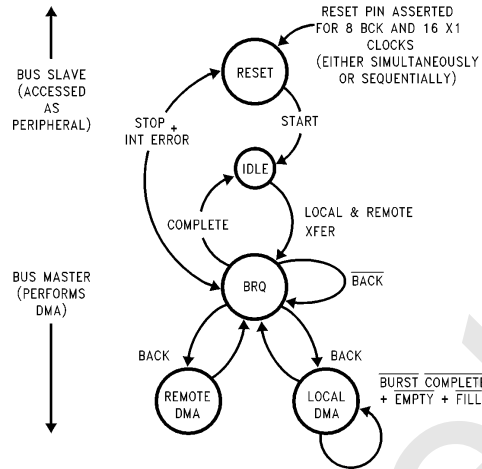 RESET PIN ASSERTED
FOR 8 BCK AND 16 X1
CLOCKS
(EITHER SIMULTANEOUSLY
OR SEQUENTIALLY)
BUS SLAVE
(ACCESSED
AS
PERIPHERAL)
RESET
STOP +
INT ERROR
START
IDLE
COMPLETE
LOCAL & REMOTE
XFER
BUS MASTER
(PERFORMS
DMA)
BRQ
BACK
BACK
BACK
REMOTE
DMA
LOCAL
DMA
BURST COMPLETE
+ EMPTY + FILL